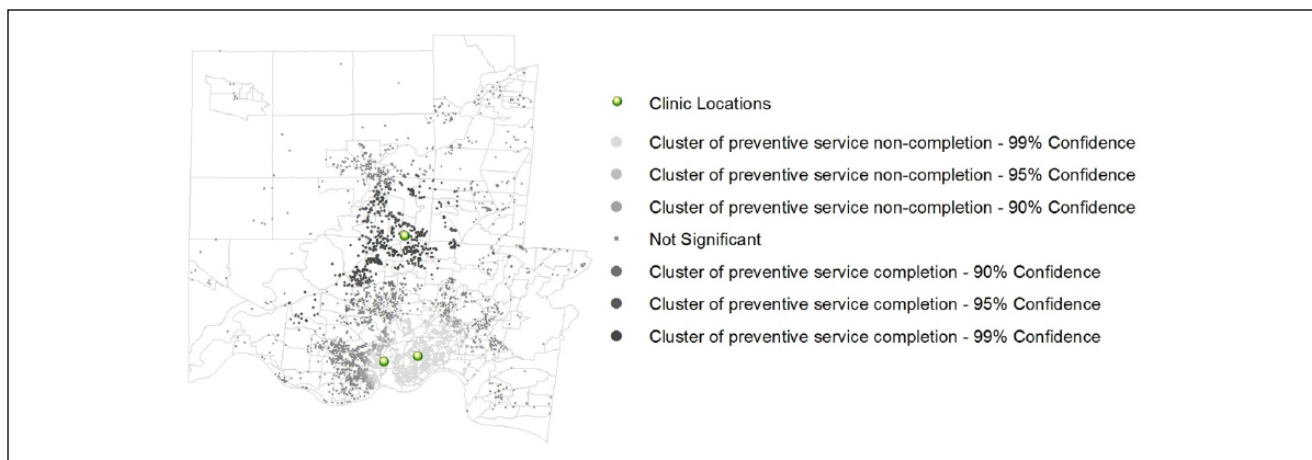 Clinic Locations
Cluster of preventive service non-completion - 99% Confidence
Cluster of preventive service non-completion - 95% Confidence
Cluster of preventive service non-completion - 90% Confidence
Not Significant
Cluster of preventive service completion - 90% Confidence
Cluster of preventive service completion - 95% Confidence
Cluster of preventive service completion - 99% Confidence